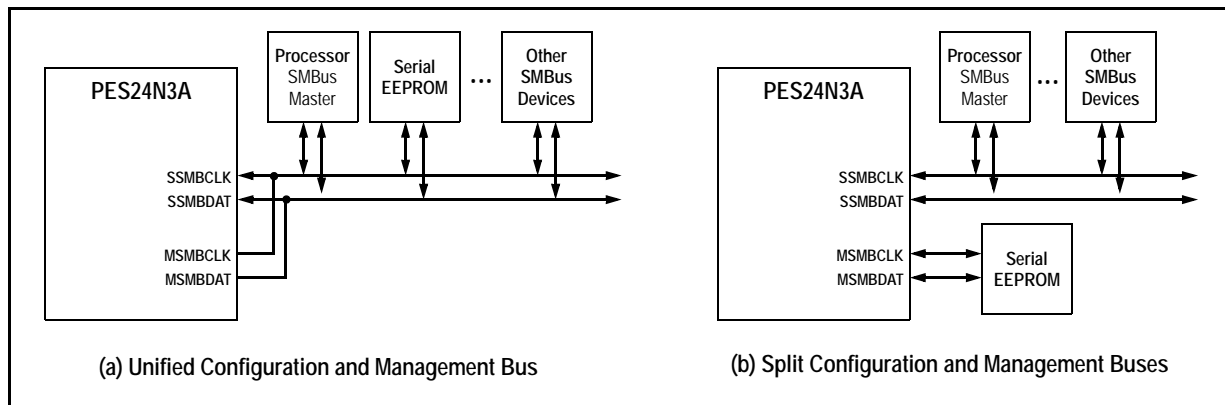 PES24N3A
Processor
SMBus
Master
Serial
EEPROM
...
Other
SMBus
Devices
SSMBCLK
SSMBDAT
MSMBCLK
MSMBDAT
(a) Unified Configuration and Management Bus
PES24N3A
Processor
SMBus
Master
...
Other
SMBus
Devices
SSMBCLK
SSMBDAT
MSMBCLK
MSMBDAT
Serial
EEPROM
(b) Split Configuration and Management Buses